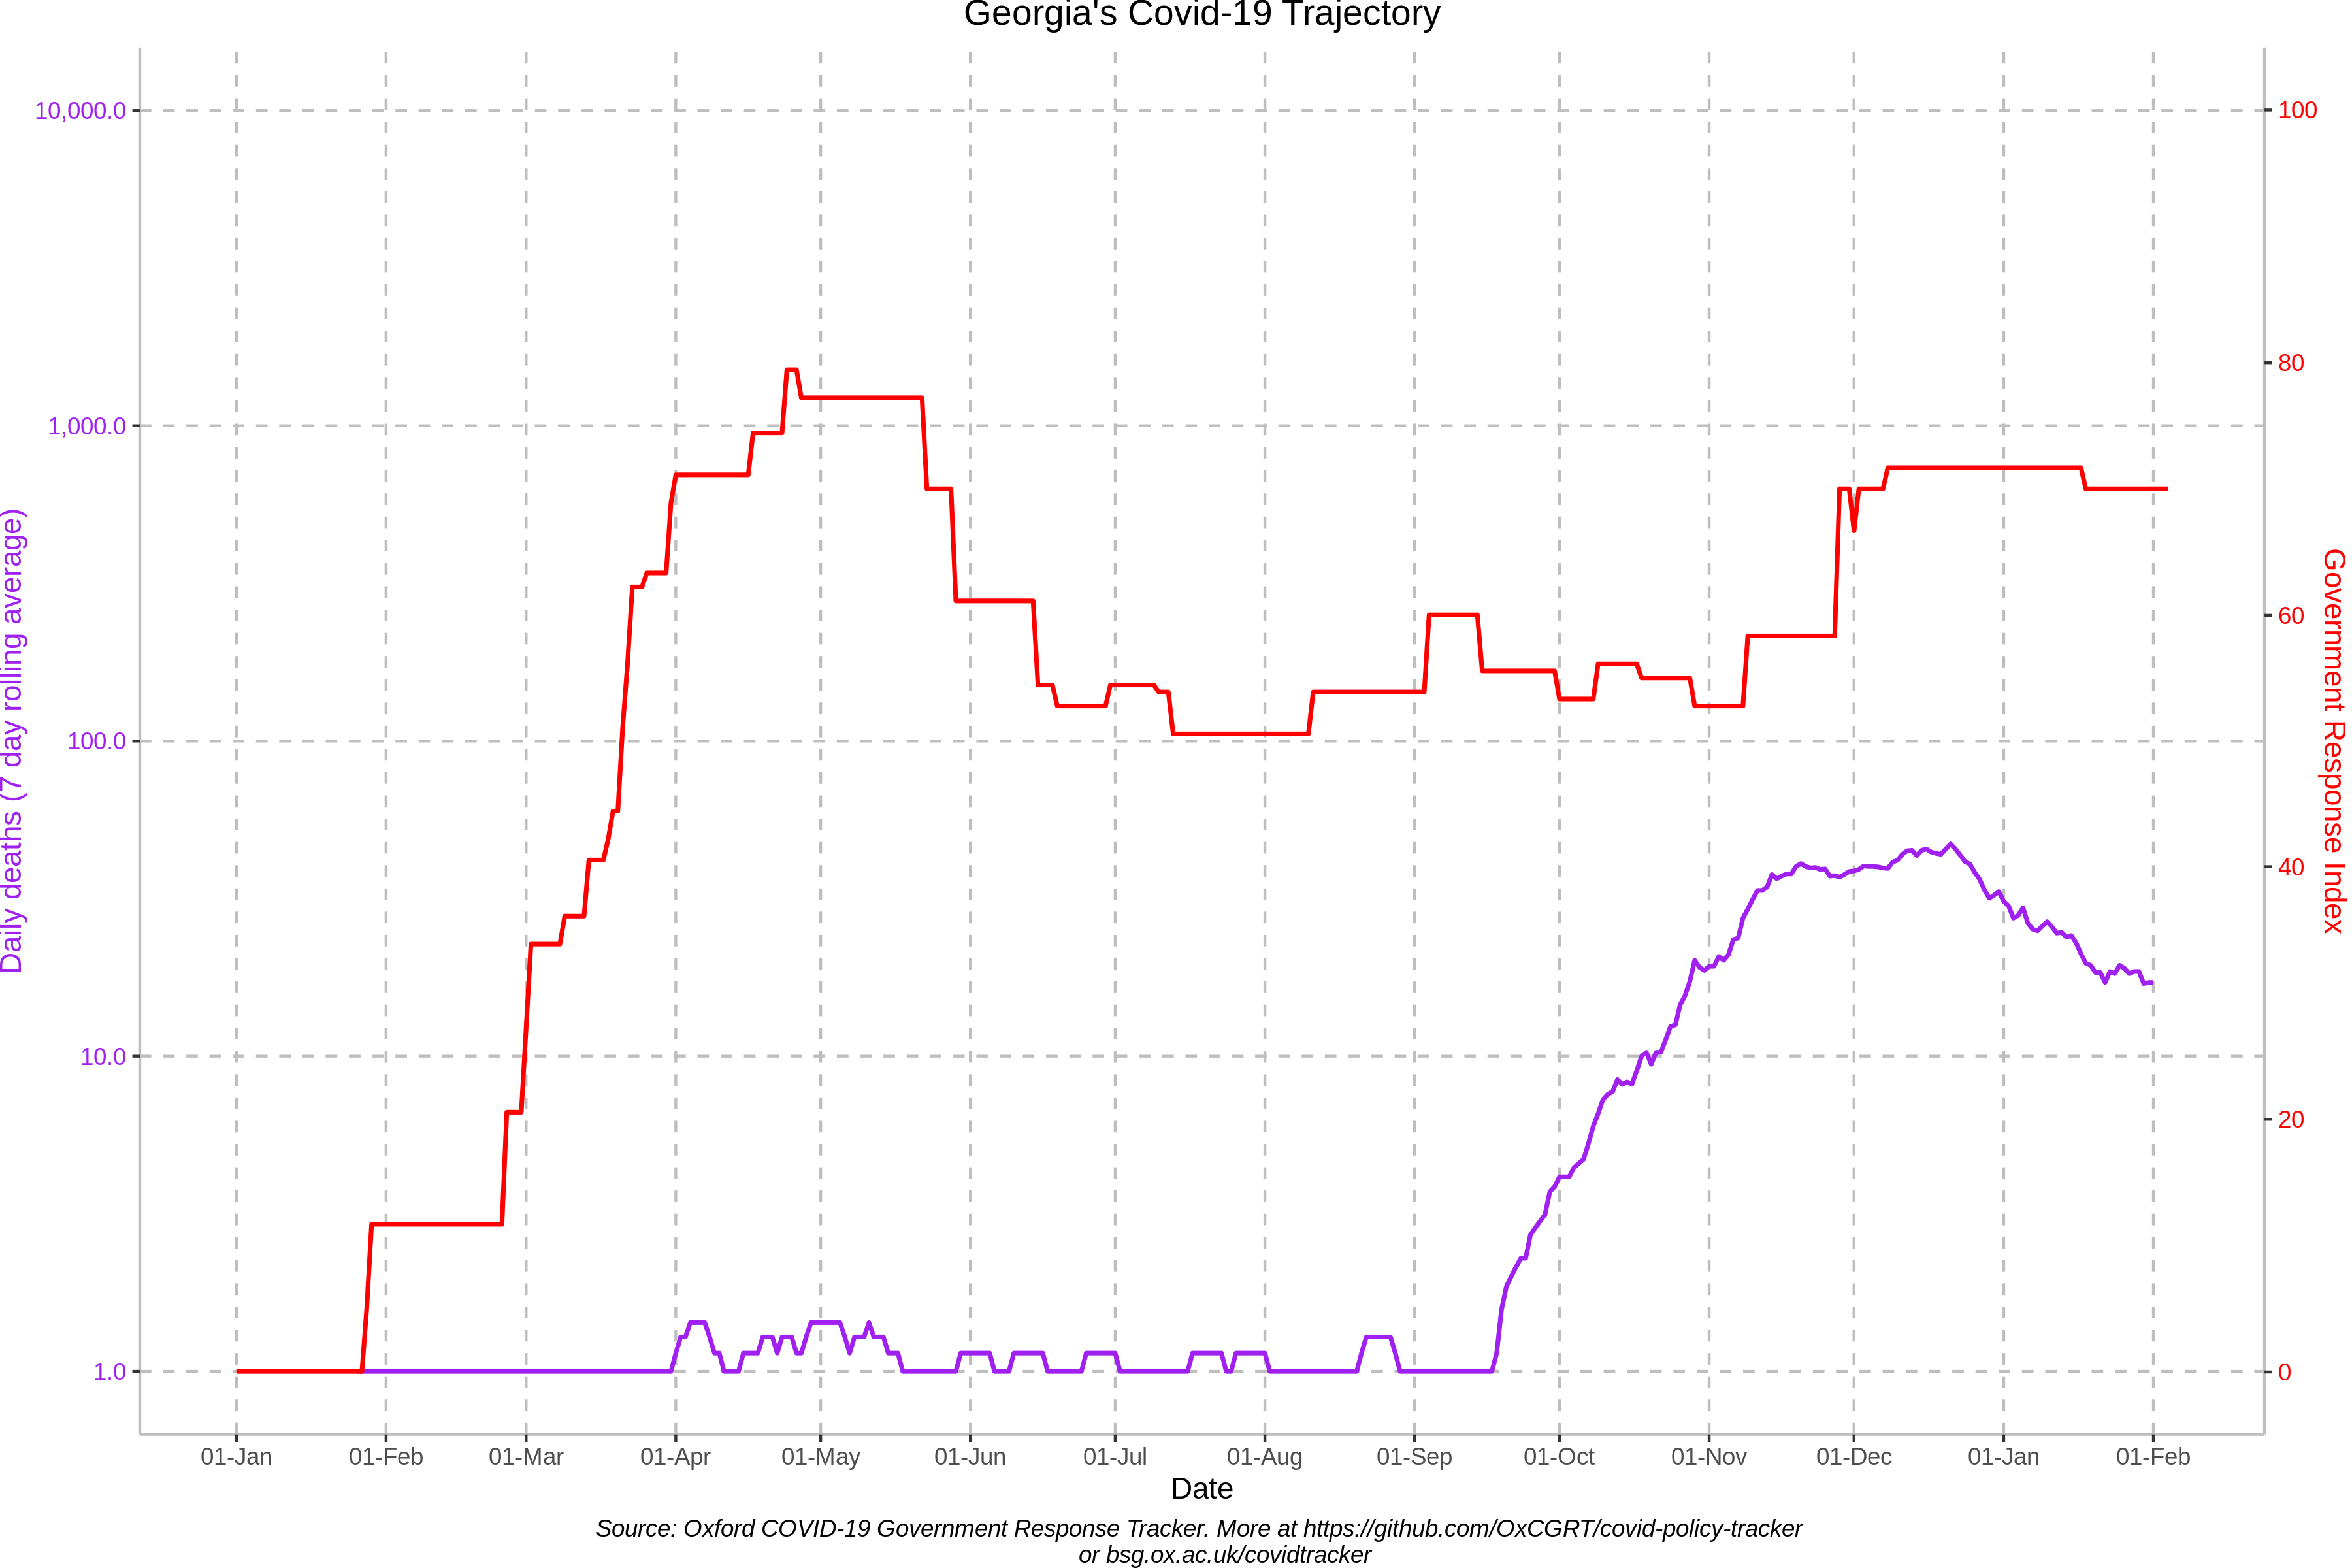 Georgia's Covid-19 Trajectory
10,000.0
1,000.0
100.0
10.0
1.0
Daily deaths (7 day rolling average)
100
80
60
40
20
0
Government Response Index
01-Jan 01-Feb 01-Mar 01-Apr 01-May 01-Jun 01-Jul 01-Aug 01-Sep 01-Oct 01-Nov 01-Dec 01-Jan 01-Feb
Date
Source: Oxford COVID-19 Government Response Tracker. More at https://github.com/OxCGRT/covid-policy-tracker
or bsg.ox.ac.uk/covidtracker